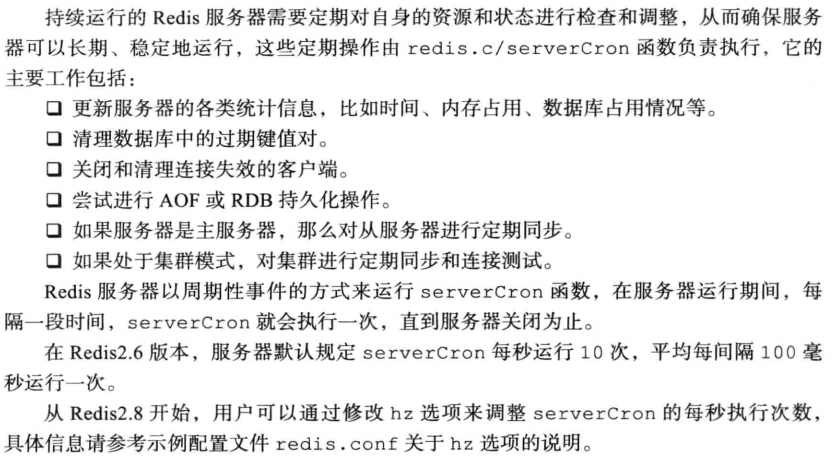 持续运行的 Redis 服务器需要定期对自身的资源和状态进行检查和调整，从而确保服务
器可以长期、稳定地运行，这些定期操作由 redis.c/serverCron 函数负责执行，它的
主要工作包括：
❑ 更新服务器的各类统计信息，比如时间、内存占用、数据库占用情况等。
❑ 清理数据库中的过期键值对。
❑ 关闭和清理连接失效的客户端。
❑ 尝试进行 AOF 或 RDB 持久化操作。
❑ 如果服务器是主服务器，那么对从服务器进行定期同步。
❑ 如果处于集群模式，对集群进行定期同步和连接测试。
Redis 服务器以周期性事件的方式来运行 serverCron 函数，在服务器运行期间，每
隔一段时间，serverCron 就会执行一次，直到服务器关闭为止。
在 Redis2.6 版本，服务器默认规定 serverCron 每秒运行 10 次，平均每间隔 100 毫
秒运行一次。
从 Redis2.8 开始，用户可以通过修改 hz 选项来调整 serverCron 的每秒执行次数，
具体信息请参考示例配置文件 redis.conf 关于 hz 选项的说明。